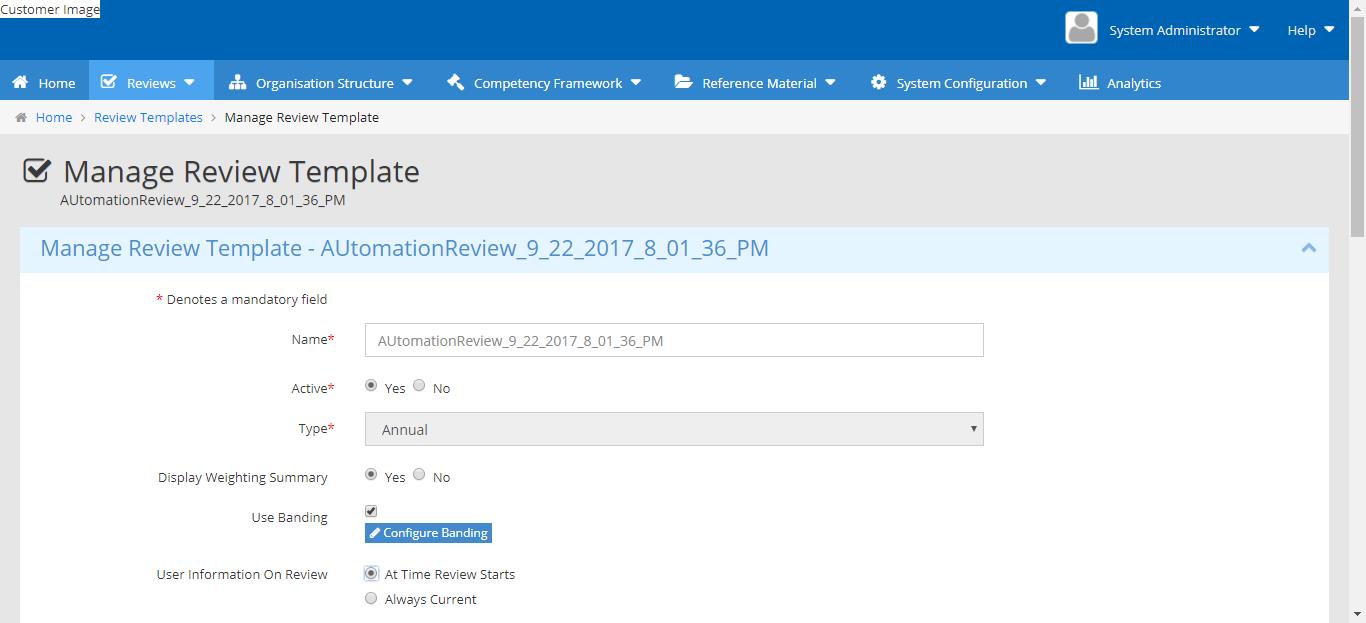 Customer Image
System Administrator Help
Home Reviews Organisation Structure Competency Framework Reference Material System Configuration Analytics
Home > Review Templates > Manage Review Template
Manage Review Template
AUtomationReview_9_22_2017_8_01_36_PM
Manage Review Template - AUtomationReview_9_22_2017_8_01_36_PM
* Denotes a mandatory field
Name* AUtomationReview_9_22_2017_8_01_36_PM
Active* Yes No
Type* Annual
Display Weighting Summary Yes No
Use Banding
Configure Banding
User Information On Review At Time Review Starts
Always Current